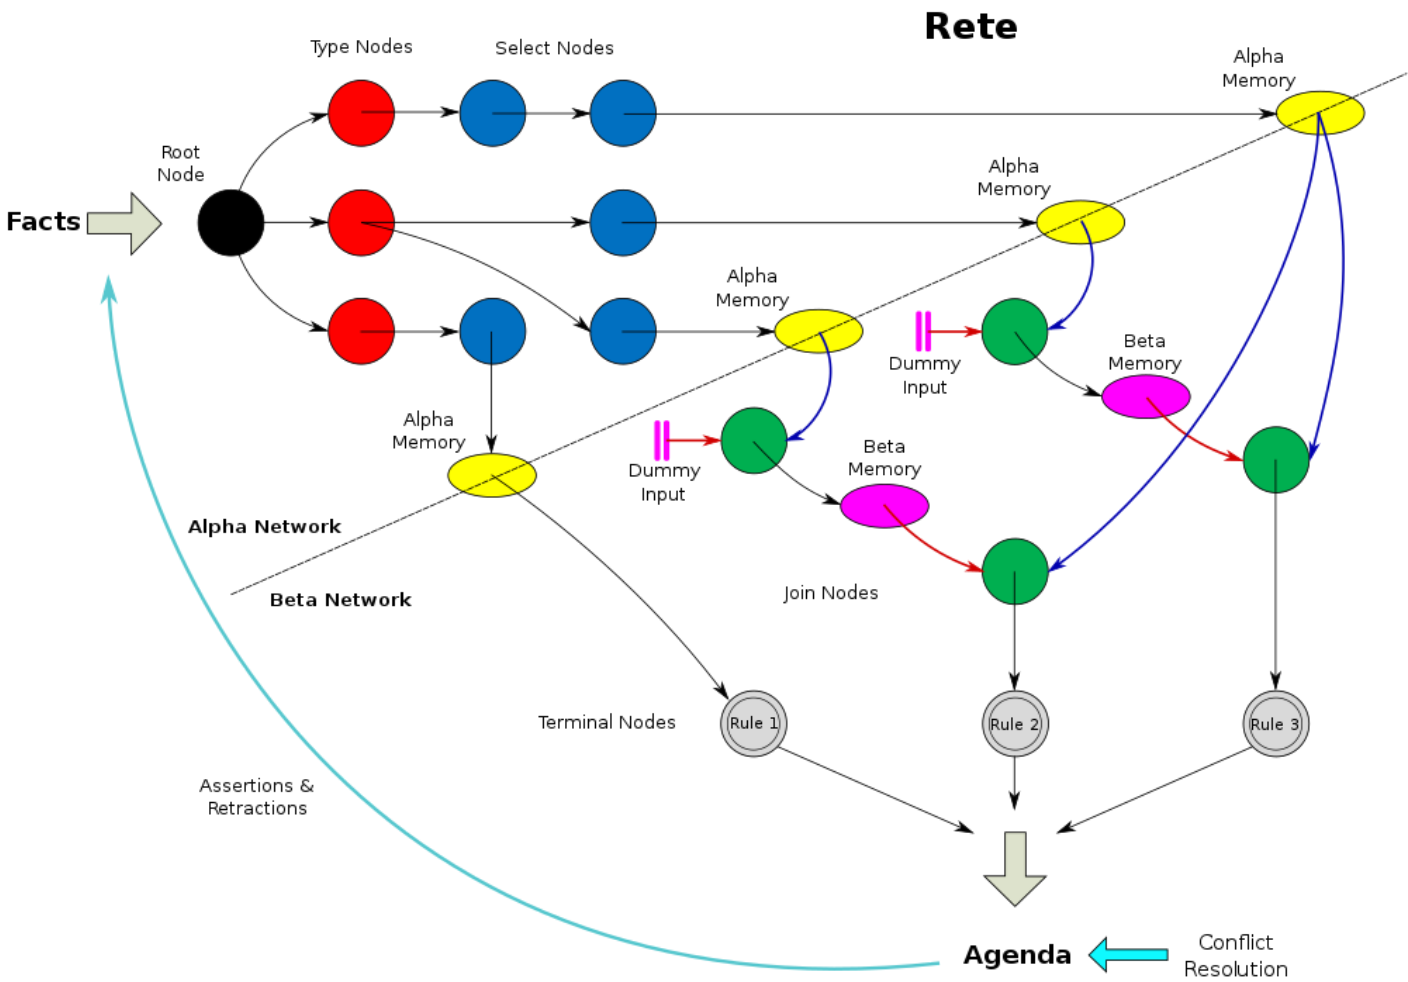 Rete
Type Nodes
Select Nodes
Alpha
Memory
Root
Node
Alpha
Memory
Facts
Alpha
Memory
Beta
Memory
Dummy
Input
Alpha
Memory
Beta
Memory
Dummy
Input
Alpha Network
Beta Network
Join Nodes
Terminal Nodes
Rule 1
Rule 2
Rule 3
Assertions &
Retractions
Agenda
Conflict
Resolution